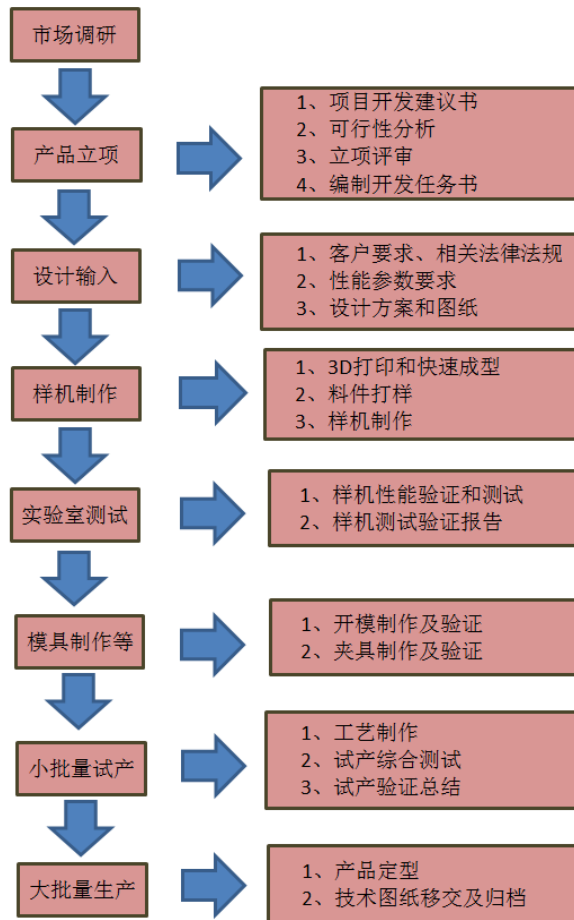 市场调研
产品立项
1、项目开发建议书
2、可行性分析
3、立项评审
4、编制开发任务书
设计输入
1、客户要求、相关法律法规
2、性能参数要求
3、设计方案和图纸
样机制作
1、3D打印和快速成型
2、料件打样
3、样机制作
实验室测试
1、样机性能验证和测试
2、样机测试验证报告
模具制作等
1、开模制作及验证
2、夹具制作及验证
小批量试产
1、工艺制作
2、试产综合测试
3、试产验证总结
大批量生产
1、产品定型
2、技术图纸移交及归档